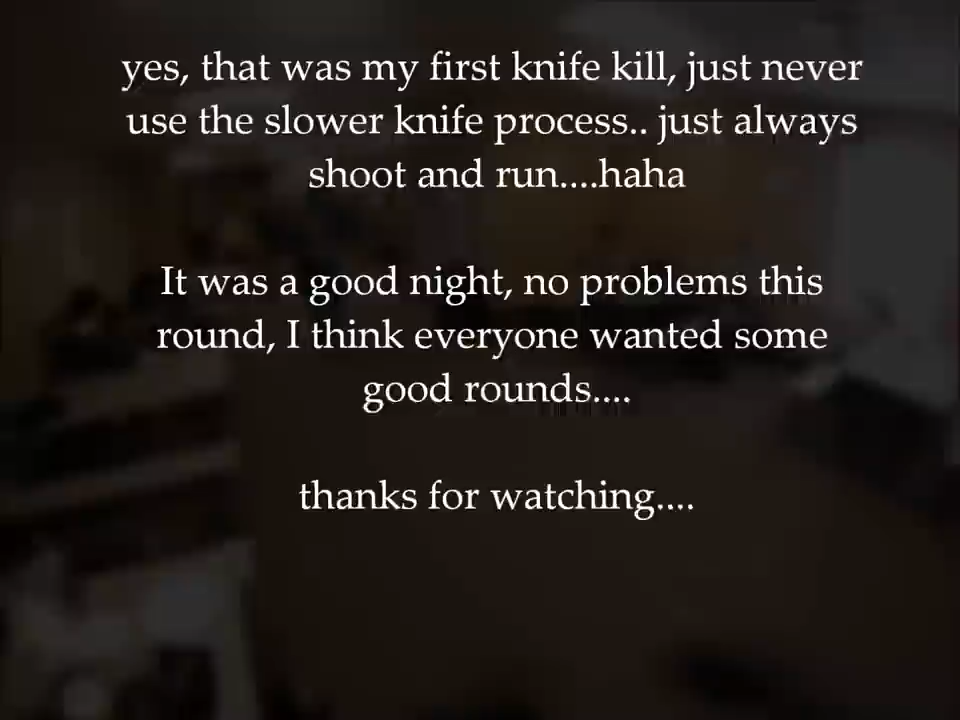 yes, that was my first knife kill, just never
use the slower knife process.. just always
shoot and run....haha
It was a good night, no problems this
round, I think everyone wanted some
good rounds....
thanks for watching....